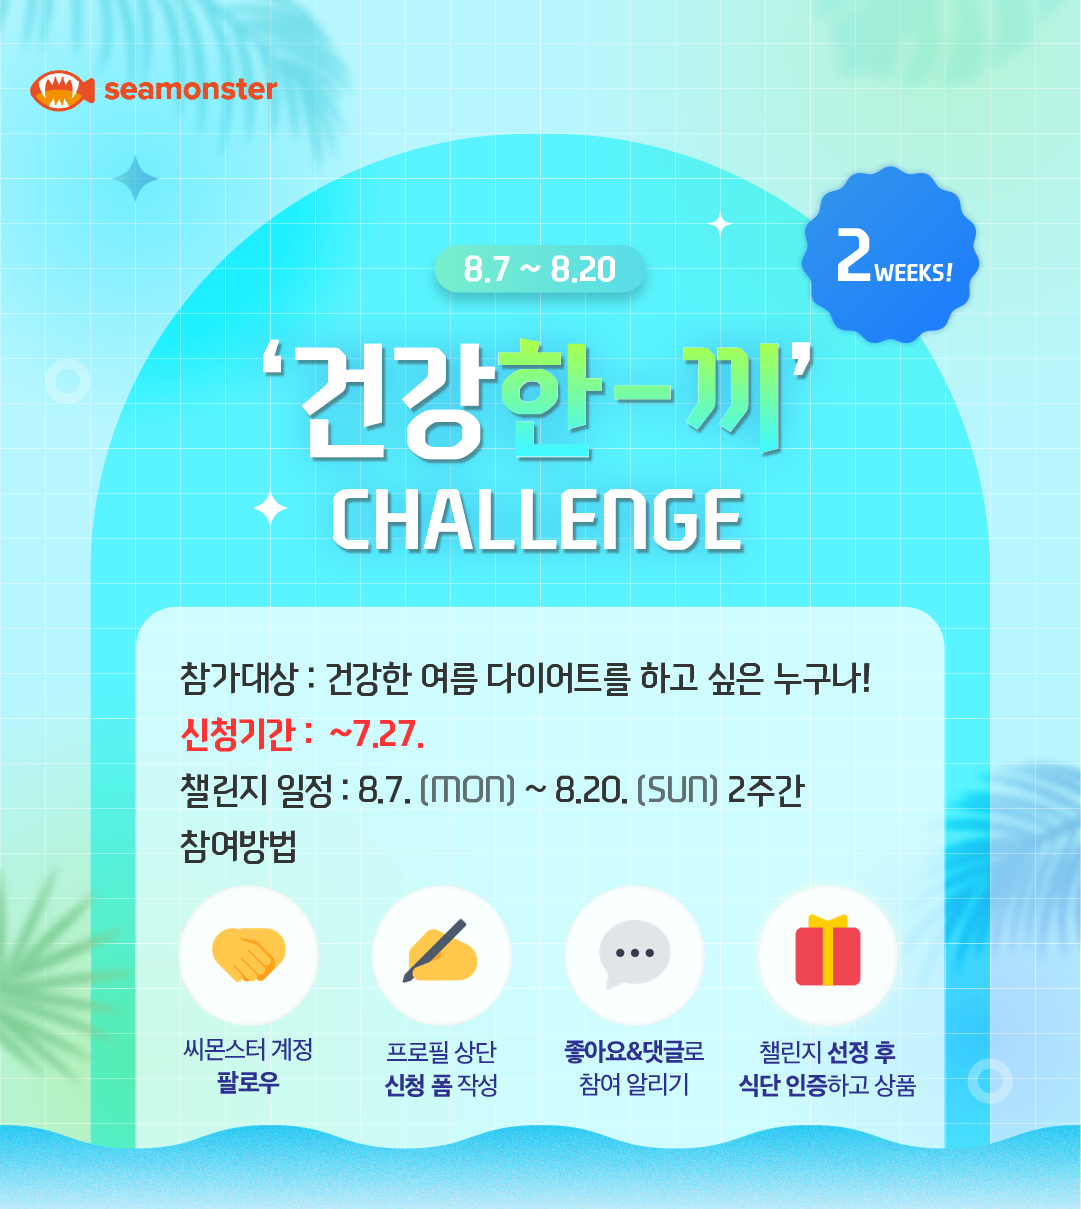 seamonster
2 WEEKS!
8.7 ~ 8.20
‘건강한-끼’
CHALLENGE
참가대상 : 건강한 여름 다이어트를 하고 싶은 누구나!
신청기간 : ~7.27.
챌린지 일정 : 8.7. (MON) ~ 8.20. (SUN) 2주간
참여방법
씨몬스터 계정
팔로우
프로필 상단
신청 폼 작성
좋아요&댓글로
참여 알리기
챌린지 선정 후
식단 인증하고 상품